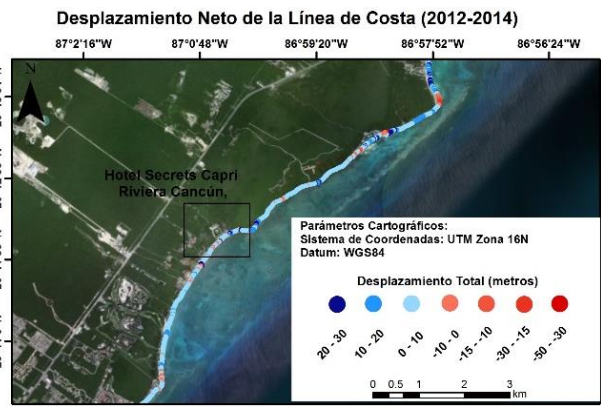 Desplazamiento Neto de la Línea de Costa (2012-2014)
87°2'16"W 87°0'48"W 86°59'20"W 86°57'52"W 86°56'24"W
N
Hotel Secrets Capri
Riviera Cancún,
Parámetros Cartográficos:
Sistema de Coordenadas: UTM Zona 16N
Datum: WGS84
Desplazamiento Total (metros)
20 - 30 10 - 20 0 - 10 -10 - 0 -15 - -10 -30 - -15 -50 - -30
0 0.5 1 2 3
km